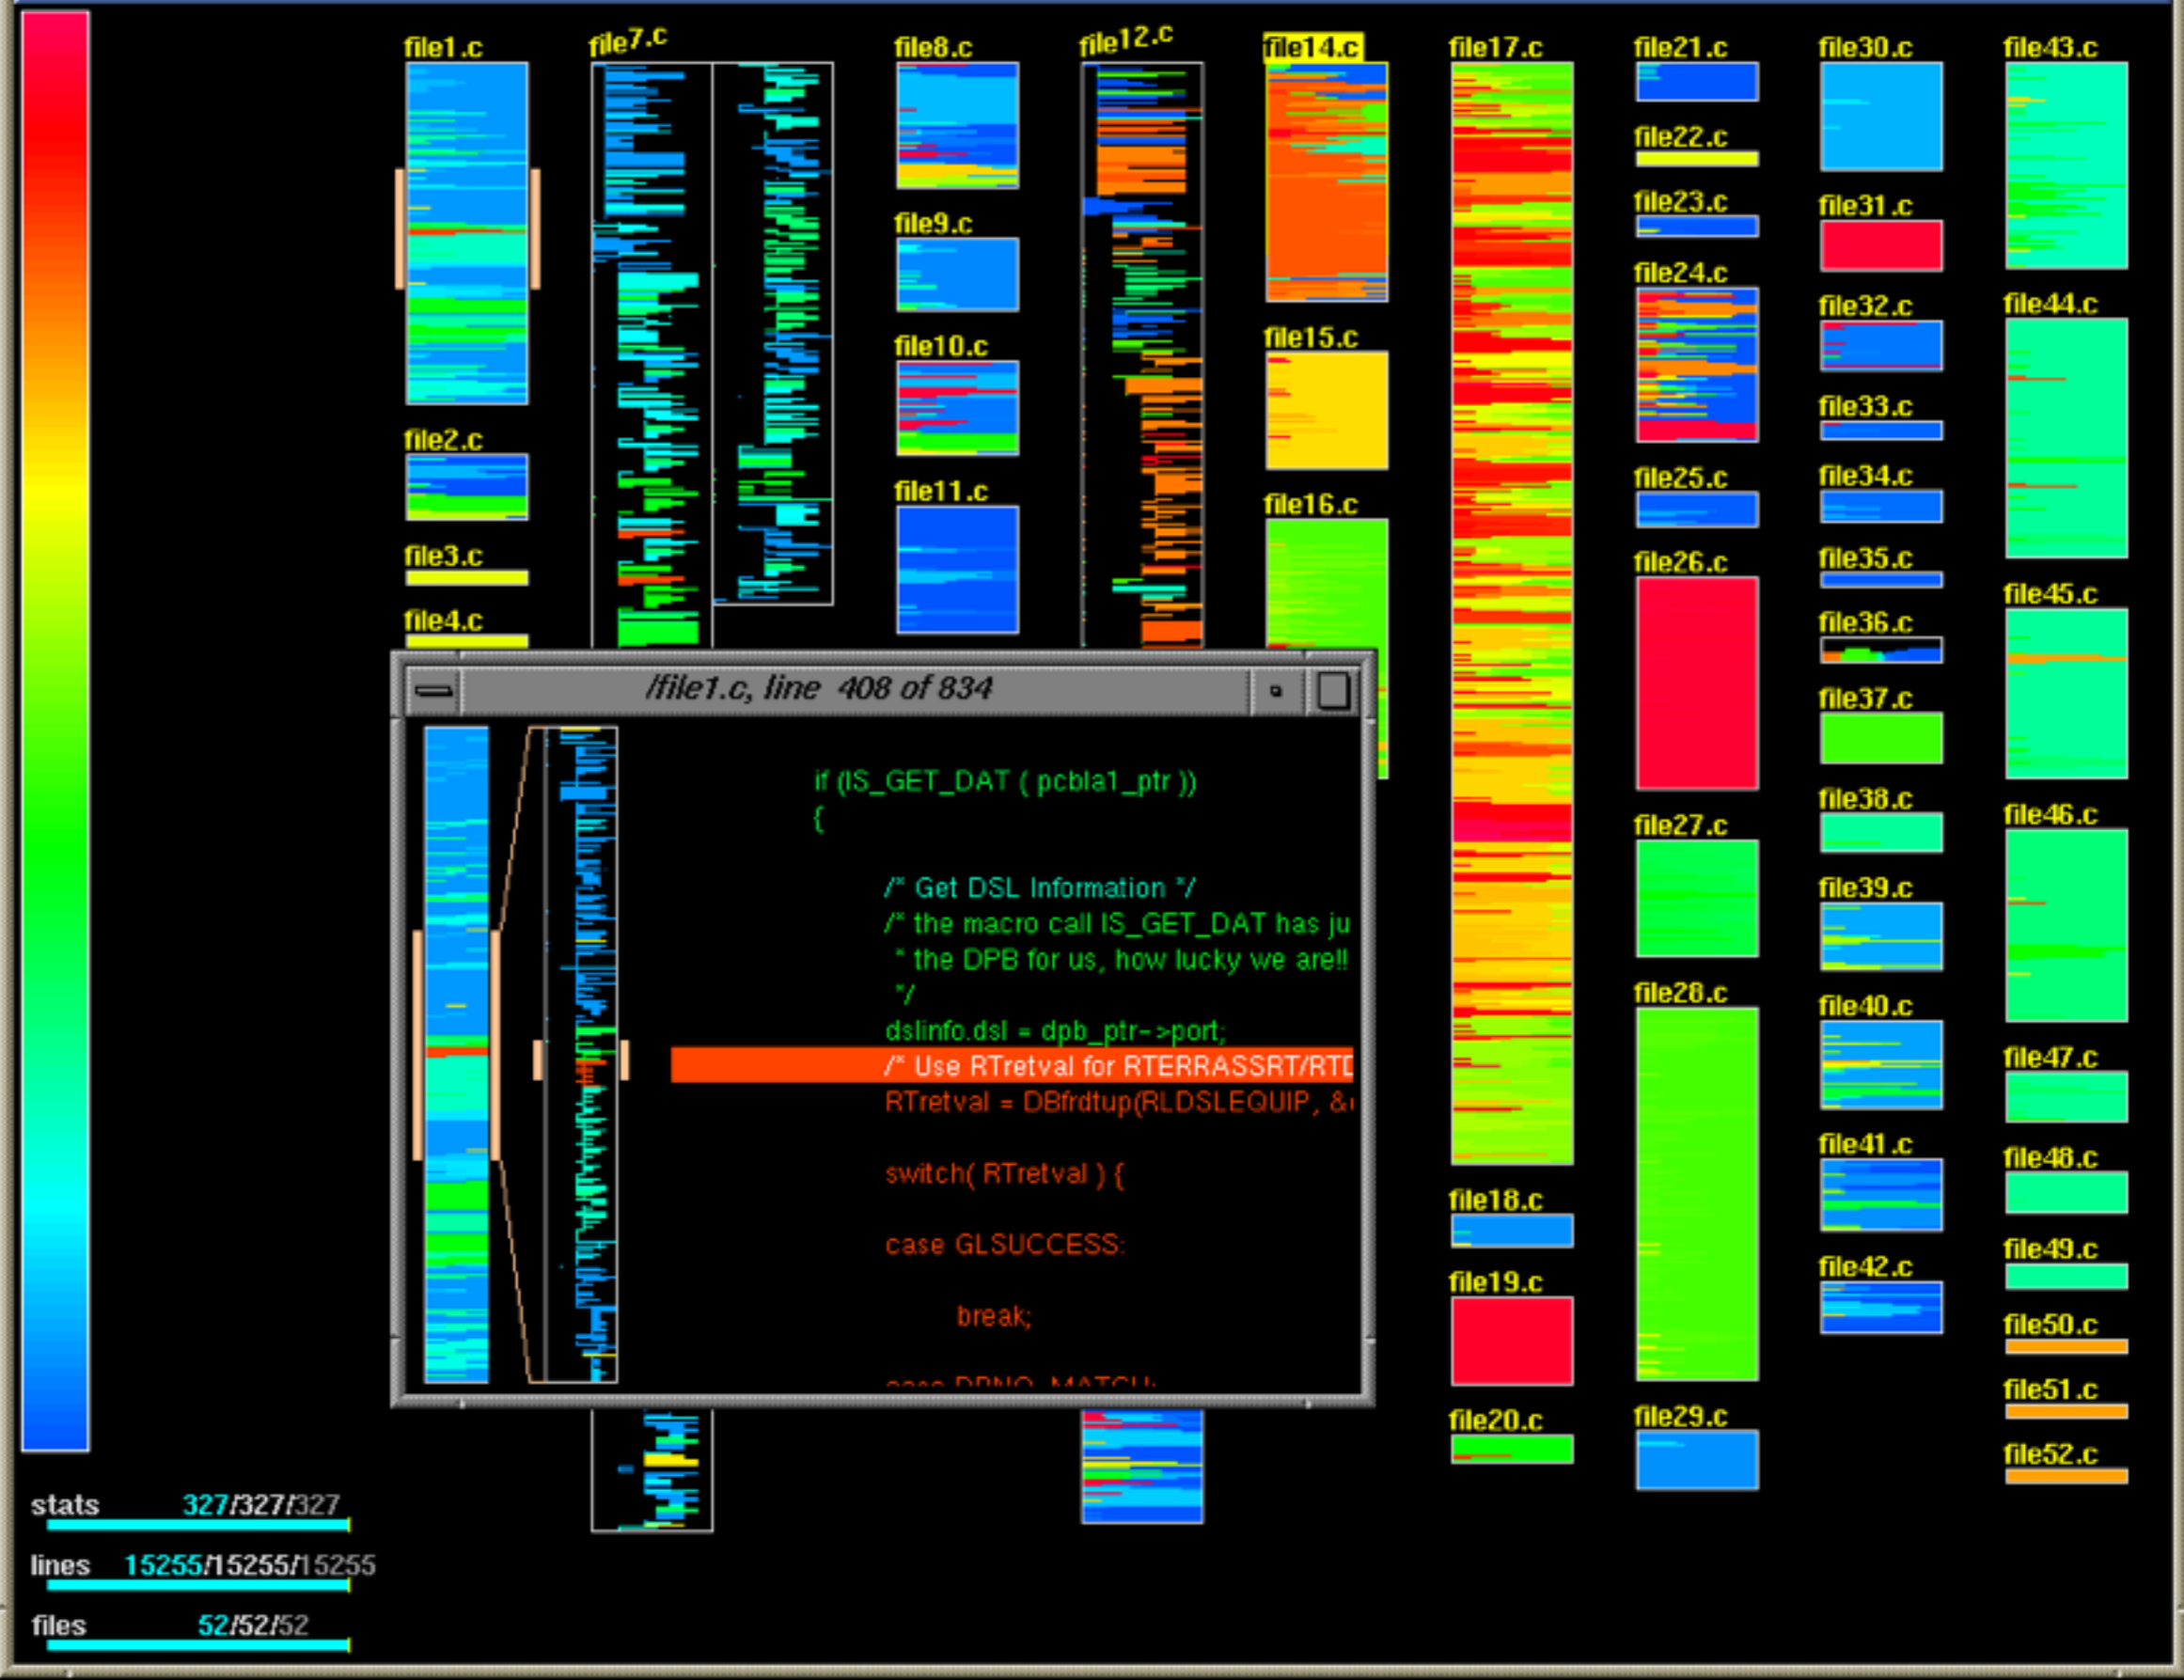 file1.c
file2.c
file3.c
file4.c
file7.c
file8.c
file9.c
file10.c
file11.c
file12.c
file14.c
file15.c
file16.c
file17.c
file18.c
file19.c
file20.c
file21.c
file22.c
file23.c
file24.c
file25.c
file26.c
file27.c
file28.c
file29.c
file30.c
file31.c
file32.c
file33.c
file34.c
file35.c
file36.c
file37.c
file38.c
file39.c
file40.c
file41.c
file42.c
file43.c
file44.c
file45.c
file46.c
file47.c
file48.c
file49.c
file50.c
file51.c
file52.c
/file1.c, line 408 of 834
if (IS_GET_DAT ( pcbla1_ptr ))
{
/* Get DSL Information */
/* the macro call IS_GET_DAT has ju
* the DPB for us, how lucky we are!!
*/
dslinfo.dsl = dpb_ptr->port;
/* Use RTretval for RTERRASSRT/RTD
RTretval = DBfrdtup(RLDSLEQUIP, &
switch( RTretval ) {
case GLSUCCESS:
break;
stats 327/327/327
lines 15255/15255/15255
files 52/52/52